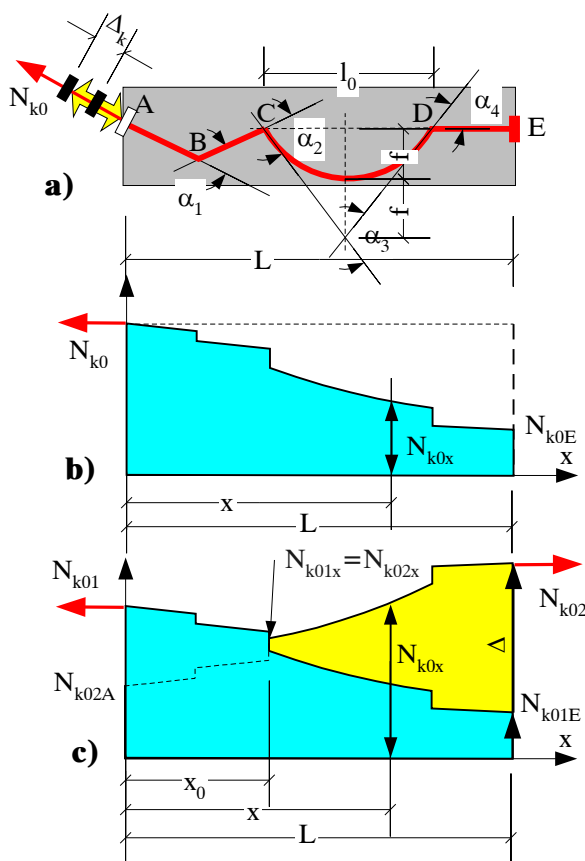 Δk
Nk0
A
l0
C
D
α4
E
B
α2
f
a)
α1
f
α3
L
Nk0
b)
Nk0x
Nk0E
x
x
L
Nk01
Nk01x=Nk02x
Nk02
Nk0x
Δ
Nk02A
Nk01E
c)
x
x0
x
L